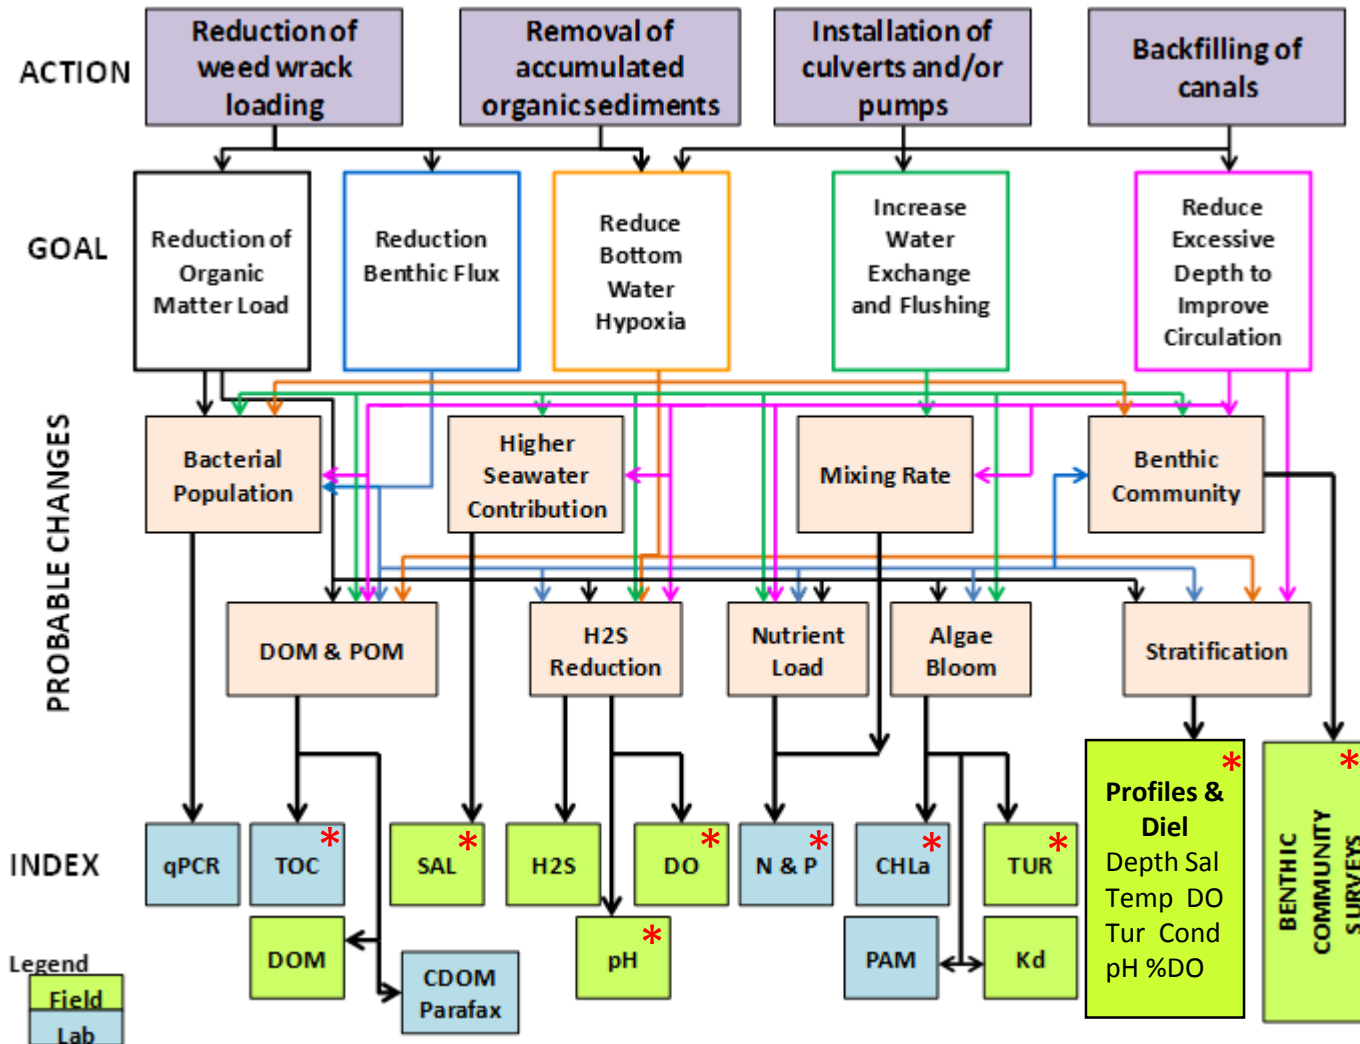 ACTION
Reduction of
weed wrack
loading
Removal of
accumulated
organic sediments
Installation of
culverts and/or
pumps
Backfilling of
canals
GOAL
Reduction of
Organic
Matter Load
Reduction
Benthic Flux
Reduce
Bottom
Water
Hypoxia
Increase
Water
Exchange
and Flushing
Reduce
Excessive
Depth to
Improve
Circulation
PROBABLE CHANGES
Bacterial
Population
Higher
Seawater
Contribution
Mixing Rate
Benthic
Community
DOM & POM
H2S
Reduction
Nutrient
Load
Algae
Bloom
Stratification
INDEX
qPCR
TOC *
SAL *
H2S
DO *
N & P *
CHLa *
TUR *
DOM
CDOM
Parafax
pH *
PAM
Kd
*
Profiles &
Diel
Depth Sal
Temp DO
Tur Cond
pH %DO
*
BENTHIC
COMMUNITY
SURVEYS
Legend
Field
Lab